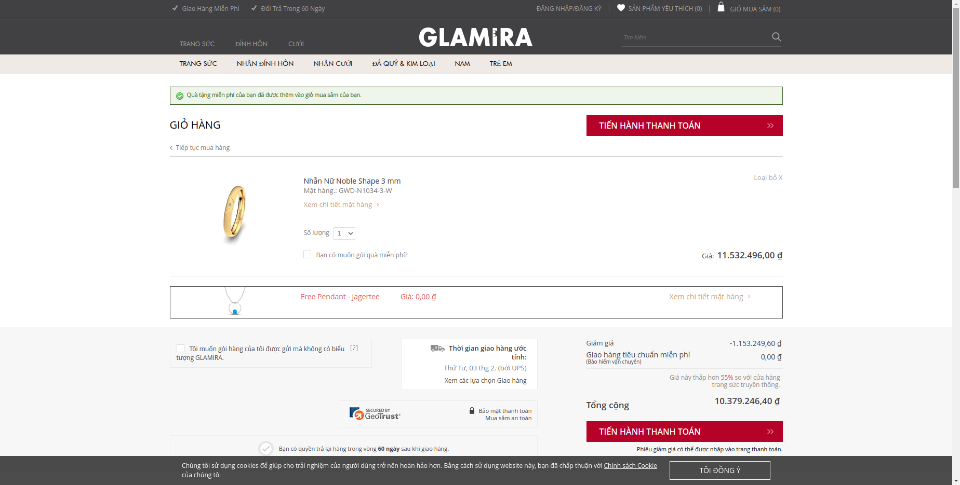 Giao Hàng Miễn Phí
Đổi Trả Trong 60 Ngày
ĐĂNG NHẬP/ĐĂNG KÝ
SẢN PHẨM YÊU THÍCH (0)
GIỎ MUA SẮM (0)
TRANG SỨC
ĐÍNH HÔN
CƯỚI
GLAMIRA
Tìm kiếm
TRANG SỨC
NHẪN ĐÍNH HÔN
NHẪN CƯỚI
ĐÁ QUÝ & KIM LOẠI
NAM
TRẺ EM
Quà tặng miễn phí của bạn đã được thêm vào giỏ mua sắm của bạn.
GIỎ HÀNG
TIẾN HÀNH THANH TOÁN
Tiếp tục mua hàng
Nhẫn Nữ Noble Shape 3 mm
Loại bỏ X
Mặt hàng.: GWD-N1034-3-W
Xem chi tiết mặt hàng
Số lượng 1
Bạn có muốn gói quà miễn phí?
Giá: 11.532.496,00 ₫
Free Pendant - Jagertee
Giá: 0,00 ₫
Xem chi tiết mặt hàng
Tôi muốn gói hàng của tôi được gửi mà không có biểu [?]
tượng GLAMIRA.
Thời gian giao hàng ước
tính:
Thứ Tư, 03 thg 2, (bởi UPS)
Xem các lựa chọn Giao hàng
Giảm giá -1.153.249,60 ₫
Giao hàng tiêu chuẩn miễn phí 0,00 ₫
(Bảo hiểm vận chuyển)
Giá này thấp hơn 55% so với cửa hàng
trang sức truyền thống.
Tổng cộng 10.379.246,40 ₫
SECURED BY
GeoTrust
Bảo mật thanh toán
Mua sắm an toàn
TIẾN HÀNH THANH TOÁN
Bạn có quyền trả lại hàng trong vòng 60 ngày sau khi giao hàng.
Phiếu giảm giá có thể được nhập vào trang thanh toán.
Chúng tôi sử dụng cookies để giúp cho trải nghiệm của người dùng trở nên hoàn hảo hơn. Bằng cách sử dụng website này, bạn đã chấp thuận với Chính sách Cookie
của chúng tô
TÔI ĐỒNG Ý